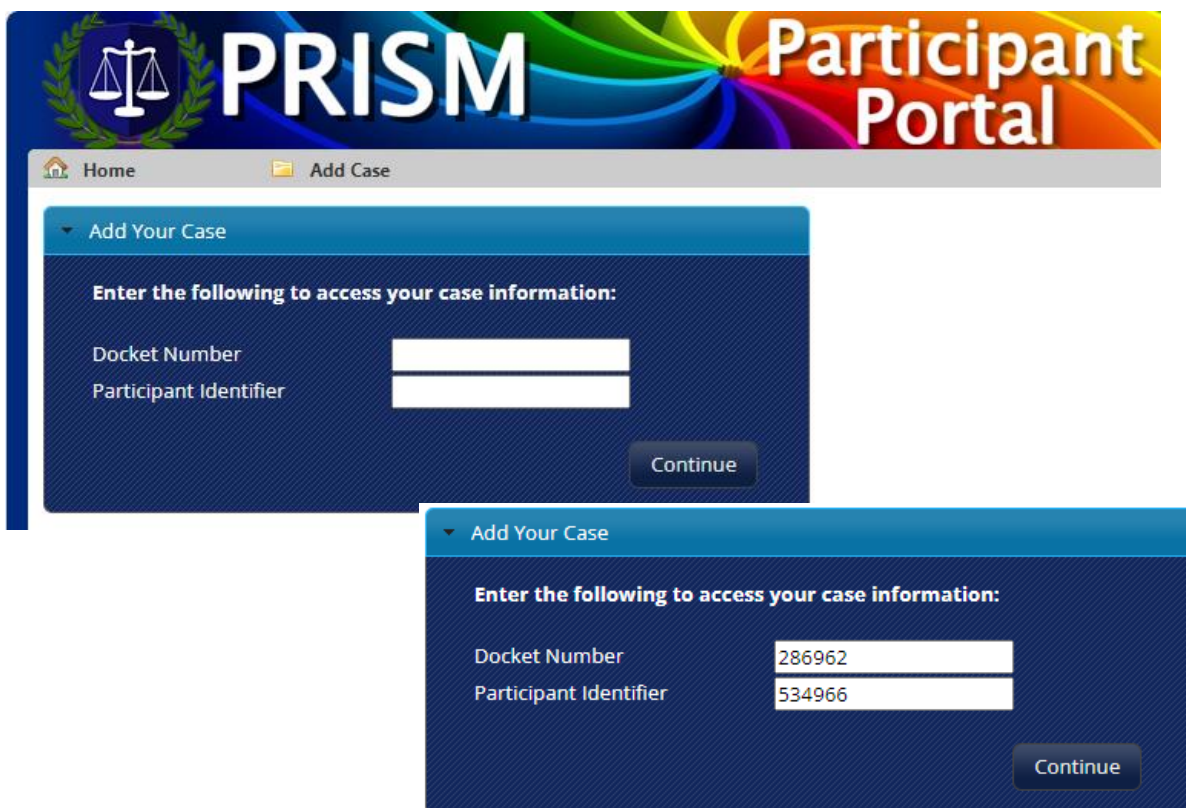 PRISM
Participant
Portal
Home Add Case
Add Your Case
Enter the following to access your case information:
Docket Number
Participant Identifier
Continue
Add Your Case
Enter the following to access your case information:
Docket Number 286962
Participant Identifier 534966
Continue